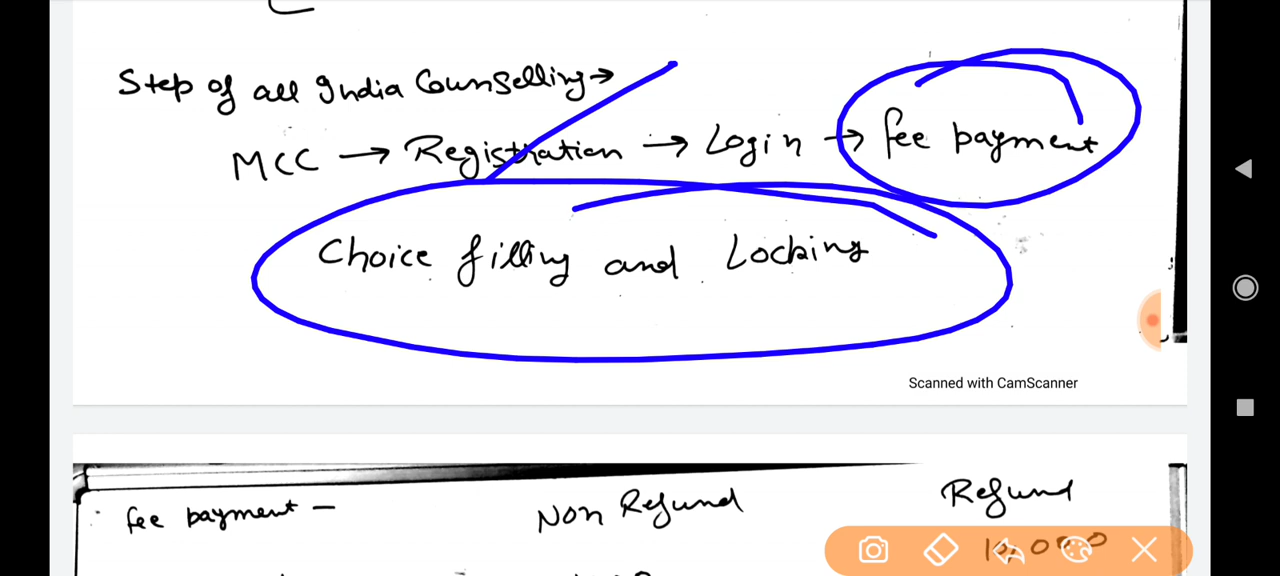 Step of all India Counselling →
MCC → Registration → Login → fee payment
Choice filling and Locking
Scanned with CamScanner
fee payment — Non Refund Refund